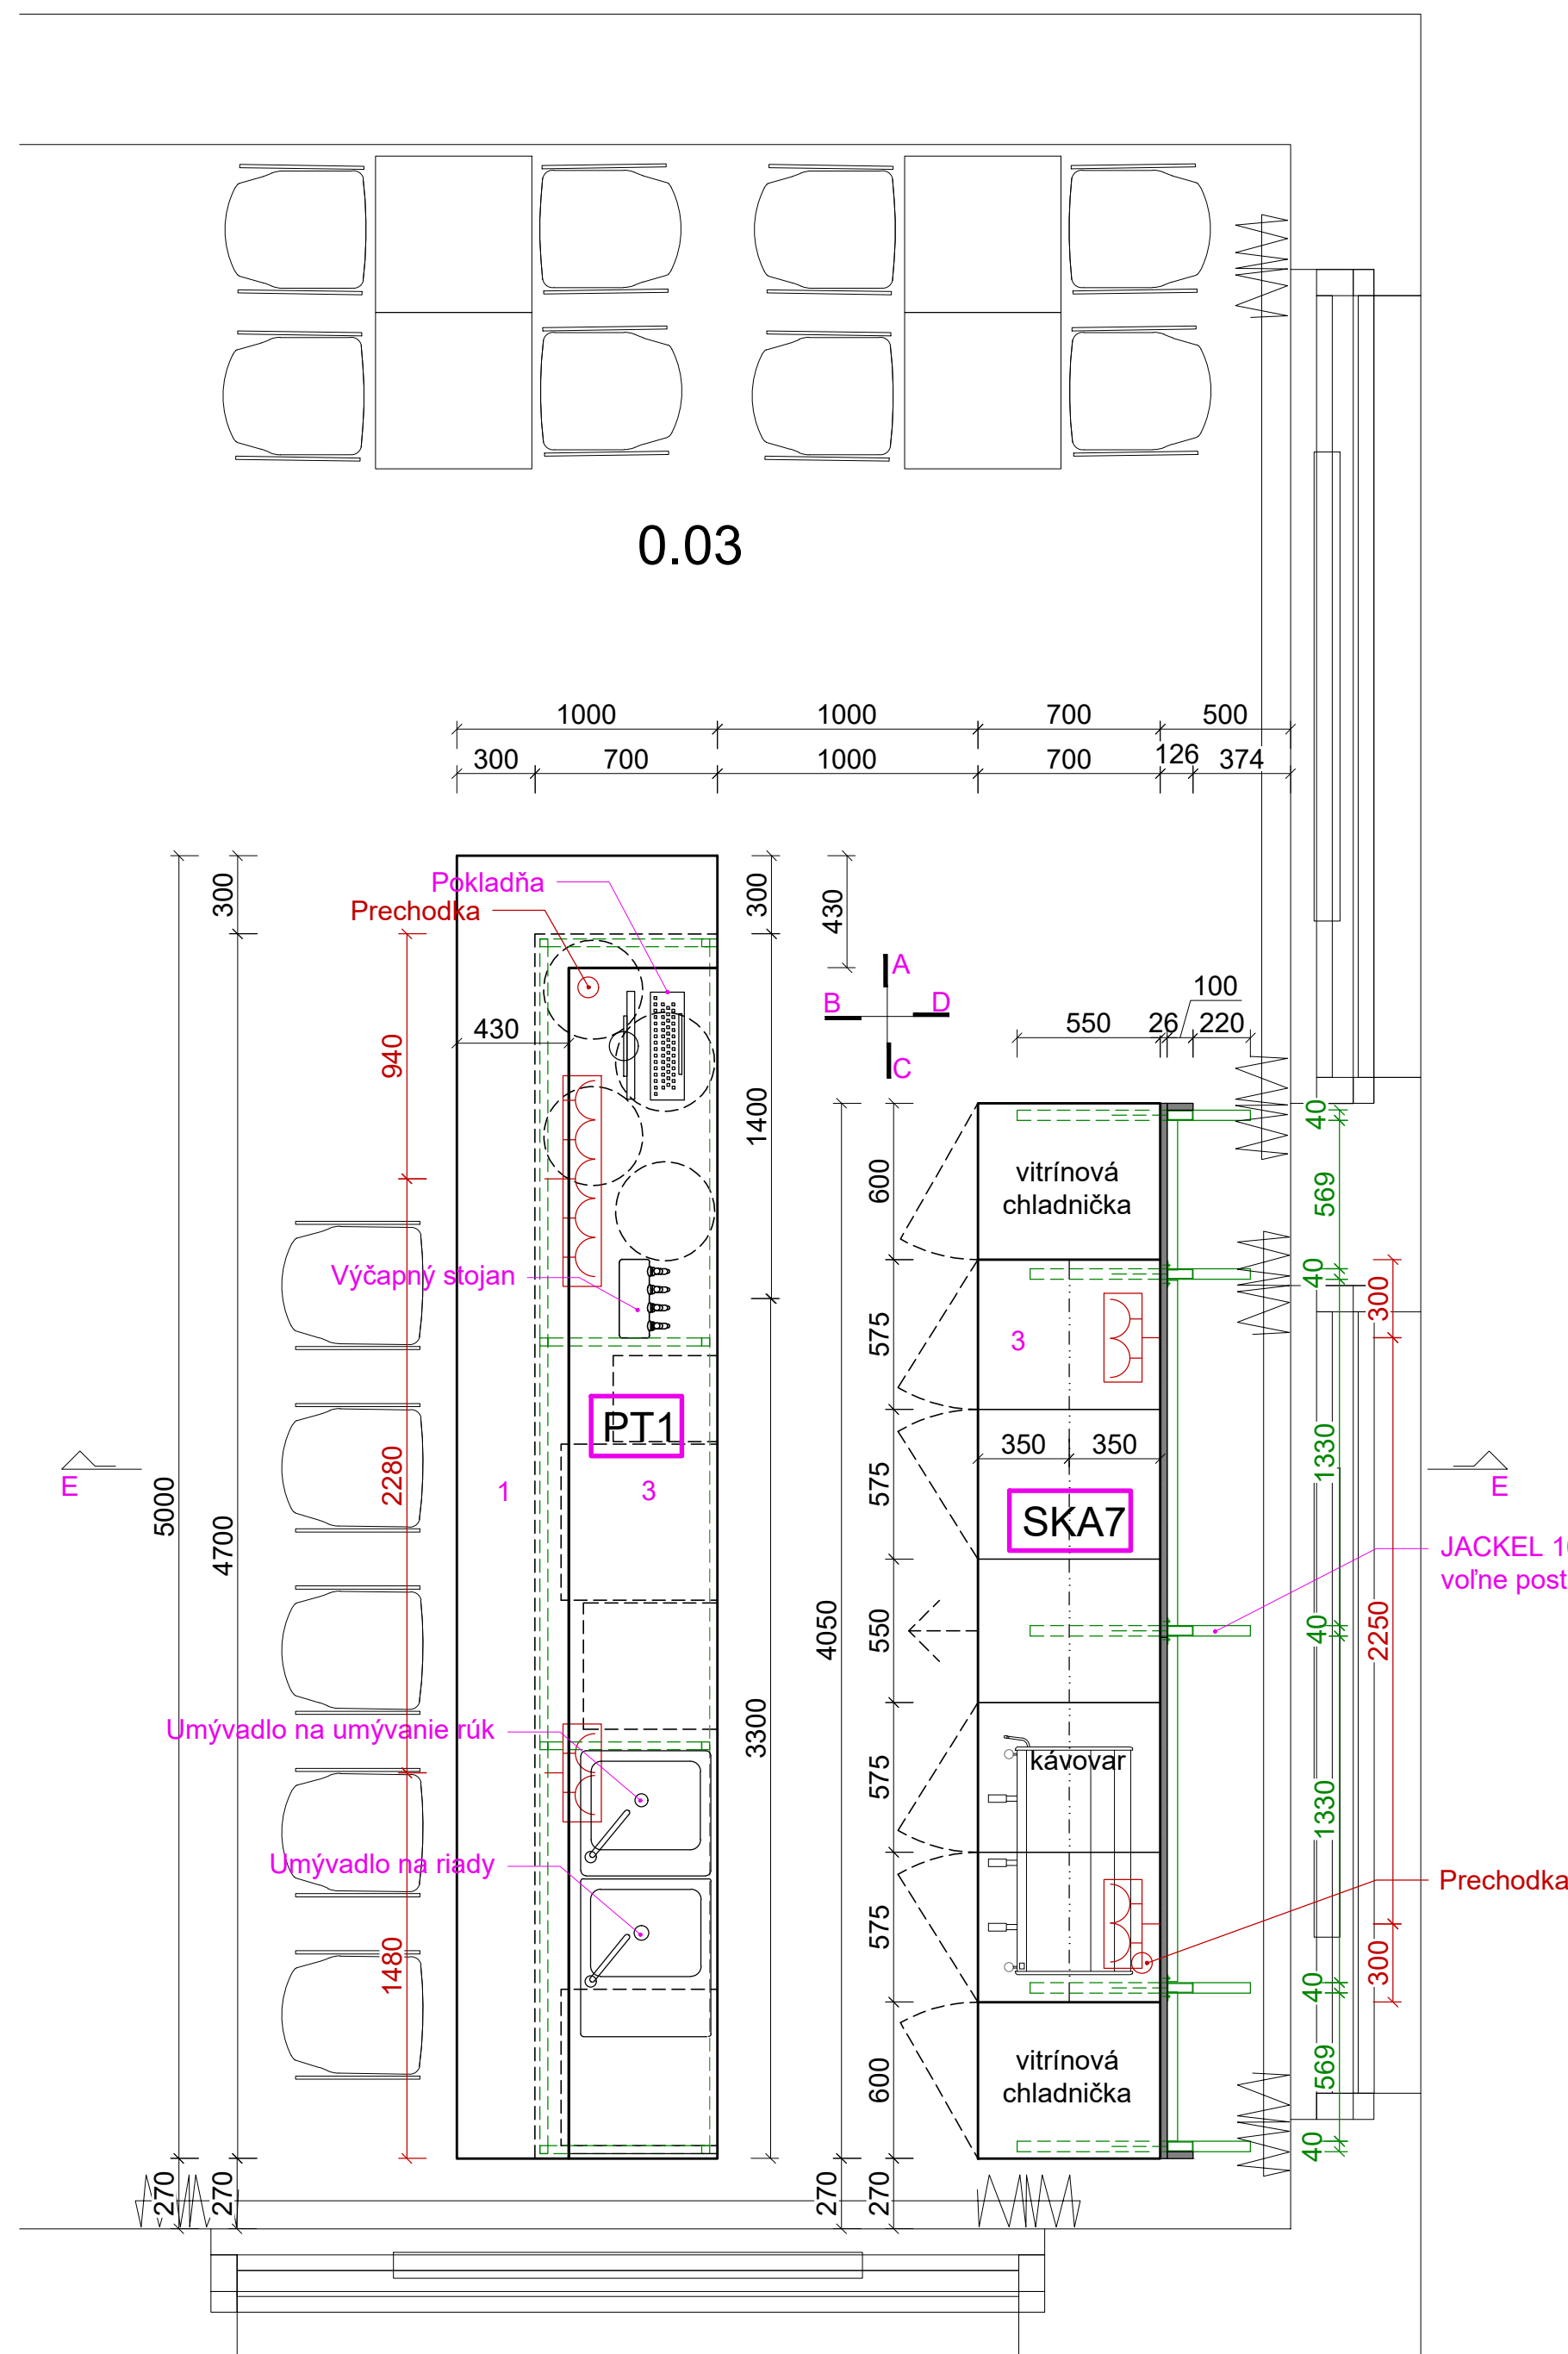 0.03
1000
1000
700
500
300
700
1000
700
126
374
300
Pokladňa
Prechodka
300
430
A
B
D
C
430
940
1400
100
550
26
220
40
600
vitrínová
chladnička
569
Výčapný stojan
40
300
575
3
PT1
350
350
1330
575
E
1
3
2280
5000
4700
SKA7
E
JACKEL 1
voľne post
4050
550
40
2250
3300
Umývadlo na umývanie rúk
575
kávovar
1330
Umývadlo na riady
Prechodka
575
1480
40
300
600
vitrínová
chladnička
569
40
270
270
270
270